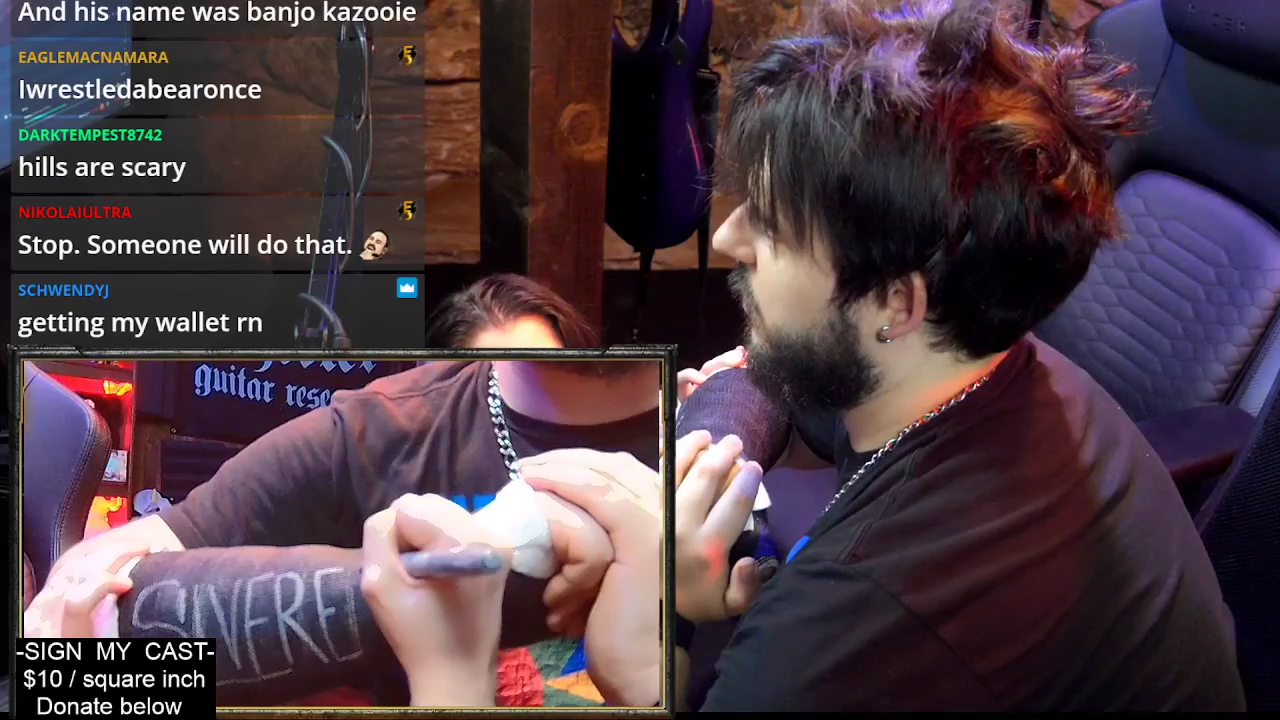 And his name was banjo kazooie
EAGLEMACNAMARA
Iwrestledabearonce
DARKTEMPEST8742
hills are scary
NIKOLAIULTRA
Stop. Someone will do that.
SCHWENDYJ
getting my wallet rn
guitar rese
-SIGN MY CAST-
$10 / square inch
Donate below